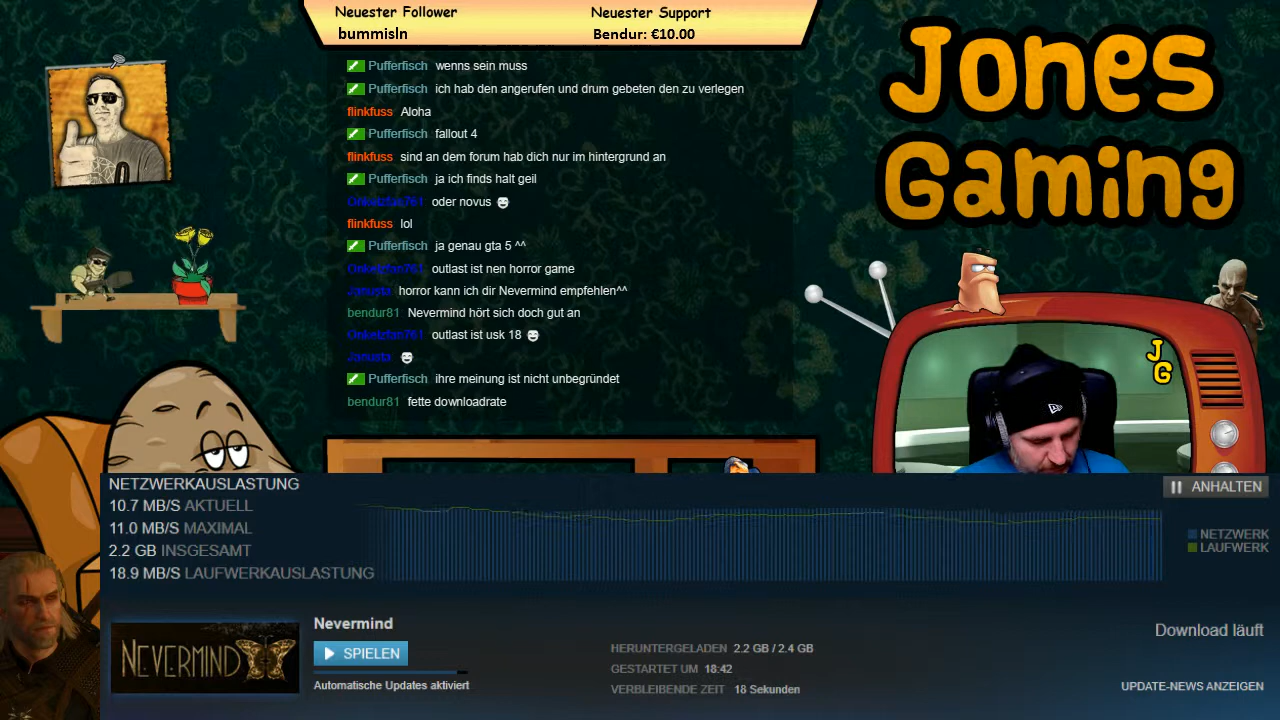 Neuester Follower
bummisln
Neuester Support
Bendur: €10.00
Jones
Gaming
Pufferfisch wenns sein muss
Pufferfisch ich hab den angerufen und drum gebeten den zu verlegen
flinkfuss Aloha
Pufferfisch fallout 4
flinkfuss sind an dem forum hab dich nur im hintergrund an
Pufferfisch ja ich finds halt geil
Onkelzfan761 oder novus
flinkfuss lol
Pufferfisch ja genau gta 5 ^^
Onkelzfan761 outlast ist nen horror game
Janusta horror kann ich dir Nevermind empfehlen^^
bendur81 Nevermind hört sich doch gut an
Onkelzfan761 outlast ist usk 18
Janusta
Pufferfisch ihre meinung ist nicht unbegründet
bendur81 fette downloadrate
J
G
NETZWERKAUSLASTUNG
10.7 MB/S AKTUELL
11.0 MB/S MAXIMAL
2.2 GB INSGESAMT
18.9 MB/S LAUFWERKAUSLASTUNG
ANHALTEN
NETZWERK
LAUFWERK
NEVERMIND
Nevermind
SPIELEN
Automatische Updates aktiviert
HERUNTERGELADEN 2.2 GB / 2.4 GB
GESTARTET UM 18:42
VERBLEIBENDE ZEIT 18 Sekunden
Download läuft
UPDATE-NEWS ANZEIGEN